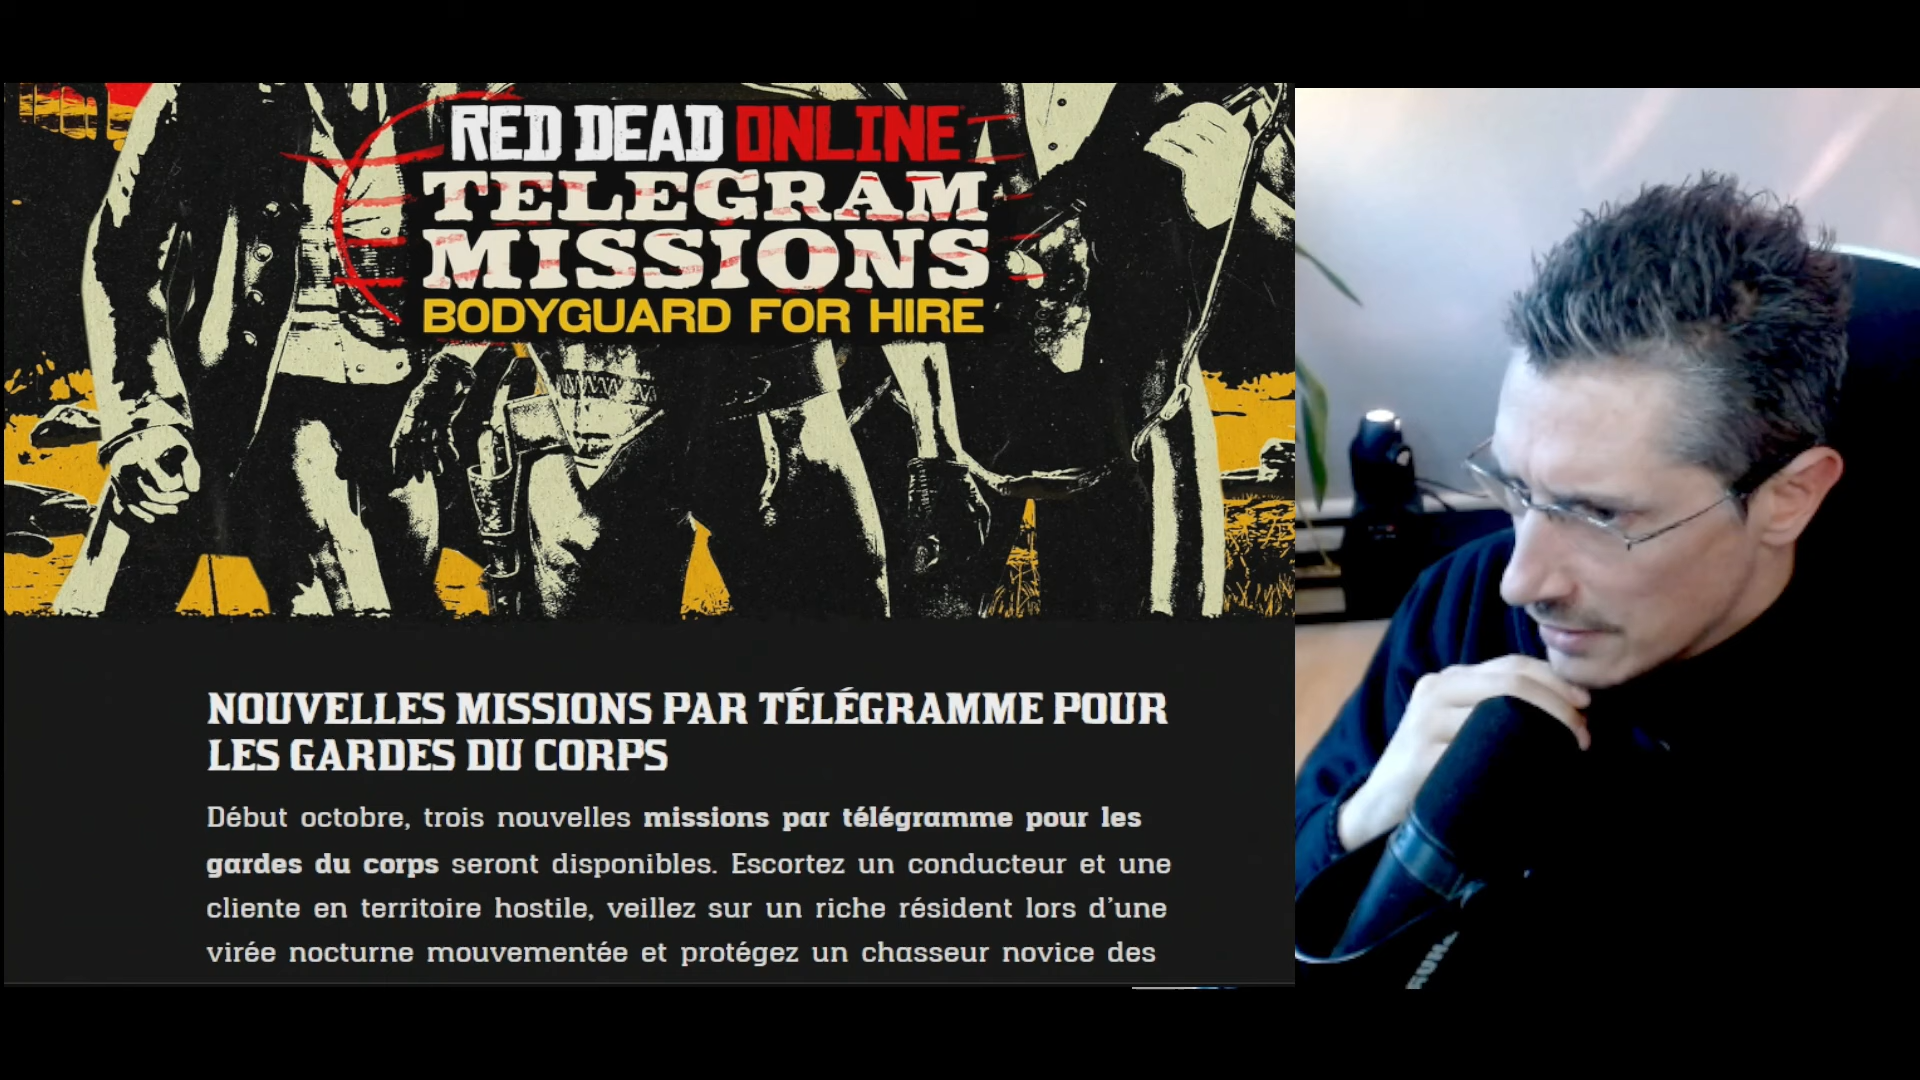 RED DEAD ONLINE
TELEGRAM
MISSIONS
BODYGUARD FOR HIRE
NOUVELLES MISSIONS PAR TÉLÉGRAMME POUR
LES GARDES DU CORPS
Début octobre, trois nouvelles missions par télégramme pour les
gardes du corps seront disponibles. Escortez un conducteur et une
cliente en territoire hostile, veillez sur un riche résident lors d’une
virée nocturne mouvementée et protégez un chasseur novice des